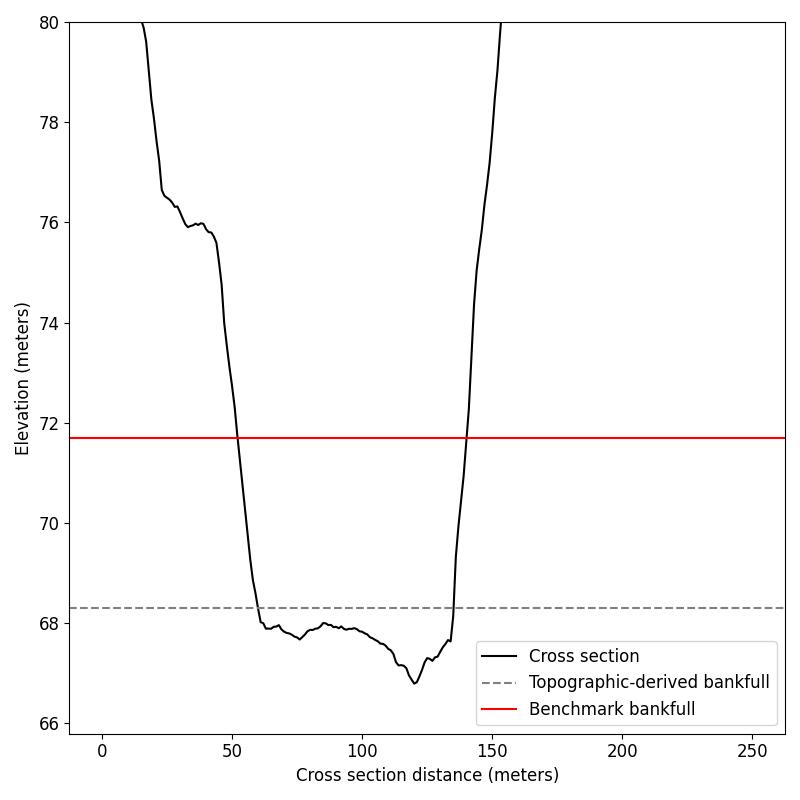 80
78
76
74
72
70
68
66
Elevation (meters)
0 50 100 150 200 250
Cross section distance (meters)
Cross section
Topographic-derived bankfull
Benchmark bankfull